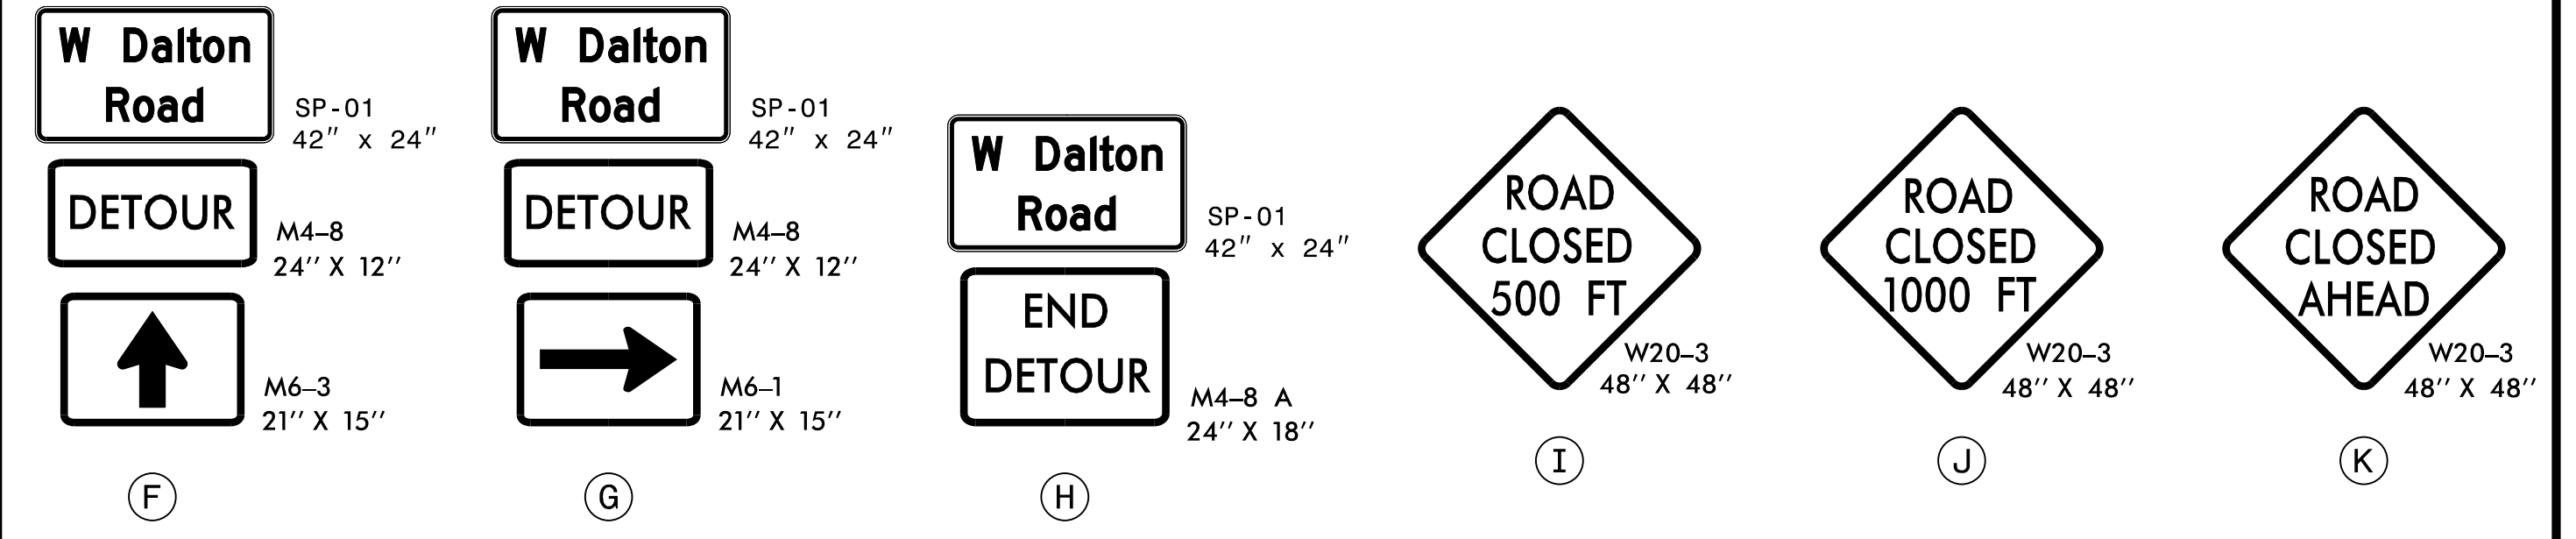 W Dalton
Road
SP-01
42" x 24"
DETOUR
M4-8
24'' X 12''
M6-3
21'' X 15''
F
W Dalton
Road
SP-01
42" x 24"
DETOUR
M4-8
24'' X 12''
M6-1
21'' X 15''
G
W Dalton
Road
SP-01
42" x 24"
END
DETOUR
M4-8 A
24'' X 18''
H
ROAD
CLOSED
500 FT
W20-3
48'' X 48''
I
ROAD
CLOSED
1000 FT
W20-3
48'' X 48''
J
ROAD
CLOSED
AHEAD
W20-3
48'' X 48''
K